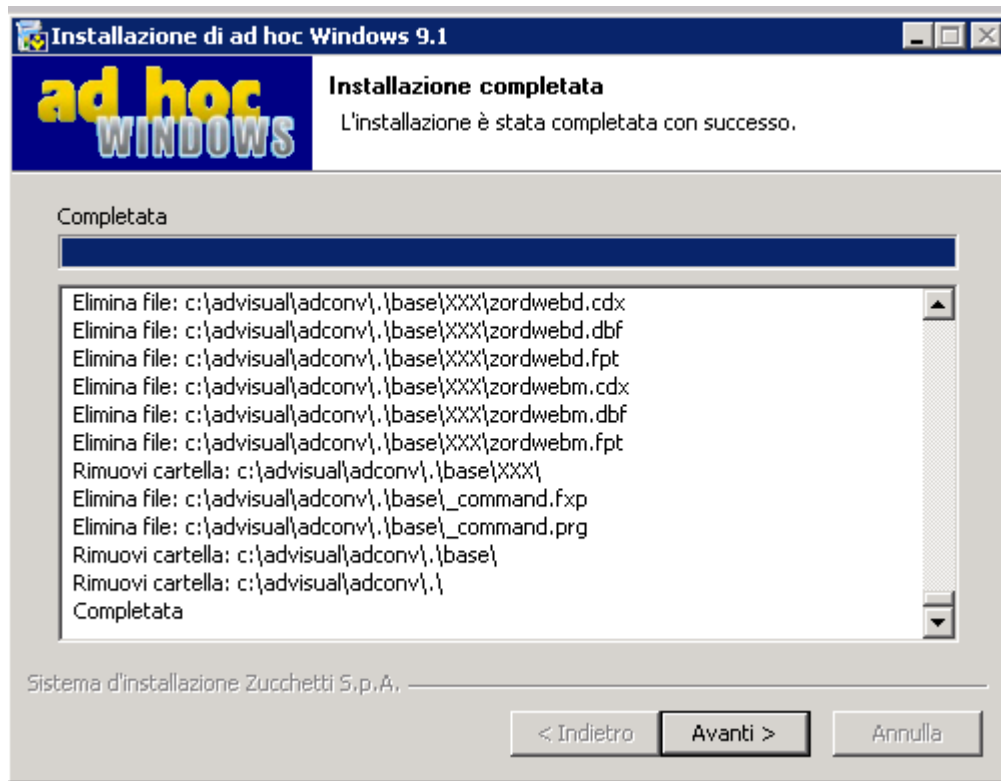 Installazione di ad hoc Windows 9.1
ad hoc
WINDOWS
Installazione completata
L'installazione è stata completata con successo.
Completata
Elimina file: c:\advisual\adconv\.\base\XXX\zordwebd.cdx
Elimina file: c:\advisual\adconv\.\base\XXX\zordwebd.dbf
Elimina file: c:\advisual\adconv\.\base\XXX\zordwebd.fpt
Elimina file: c:\advisual\adconv\.\base\XXX\zordwebm.cdx
Elimina file: c:\advisual\adconv\.\base\XXX\zordwebm.dbf
Elimina file: c:\advisual\adconv\.\base\XXX\zordwebm.fpt
Rimuovi cartella: c:\advisual\adconv\.\base\XXX\
Elimina file: c:\advisual\adconv\.\base\_command.fxp
Elimina file: c:\advisual\adconv\.\base\_command.prg
Rimuovi cartella: c:\advisual\adconv\.\base\
Rimuovi cartella: c:\advisual\adconv\.\
Completata
Sistema d'installazione Zucchetti S.p.A.
< Indietro
Avanti >
Annulla